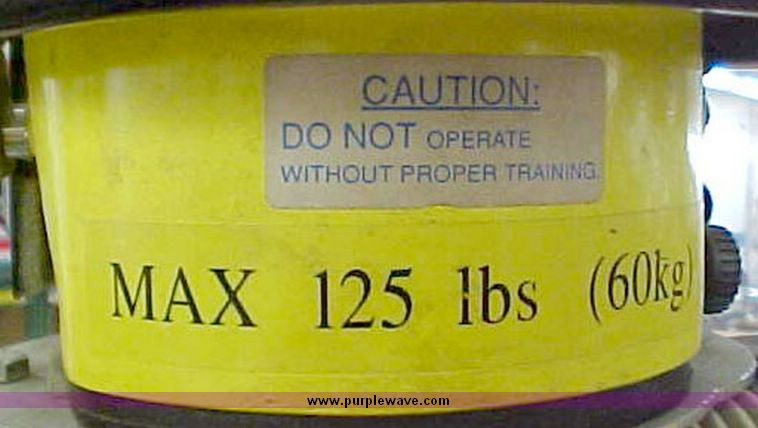 CAUTION:
DO NOT OPERATE
WITHOUT PROPER TRAINING.
MAX 125 lbs (60kg)
www.purplewave.com